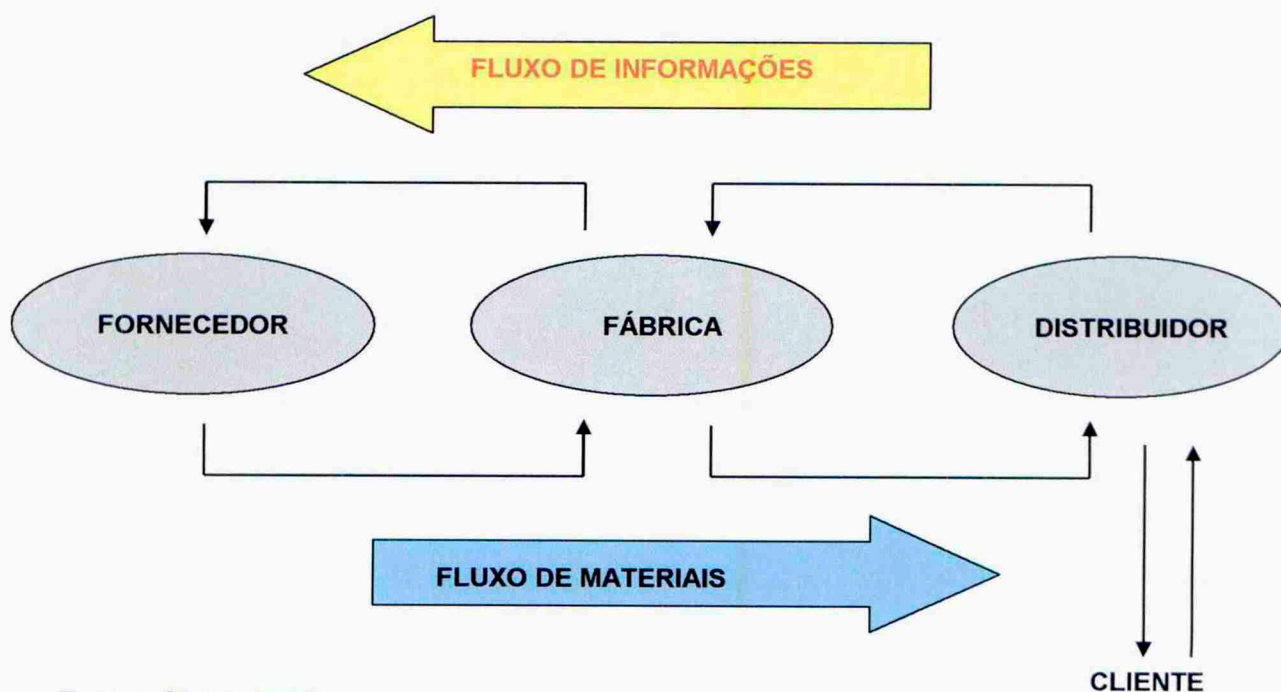 FLUXO DE INFORMAÇÕES
FORNECEDOR
FÁBRICA
DISTRIBUIDOR
FLUXO DE MATERIAIS
CLIENTE